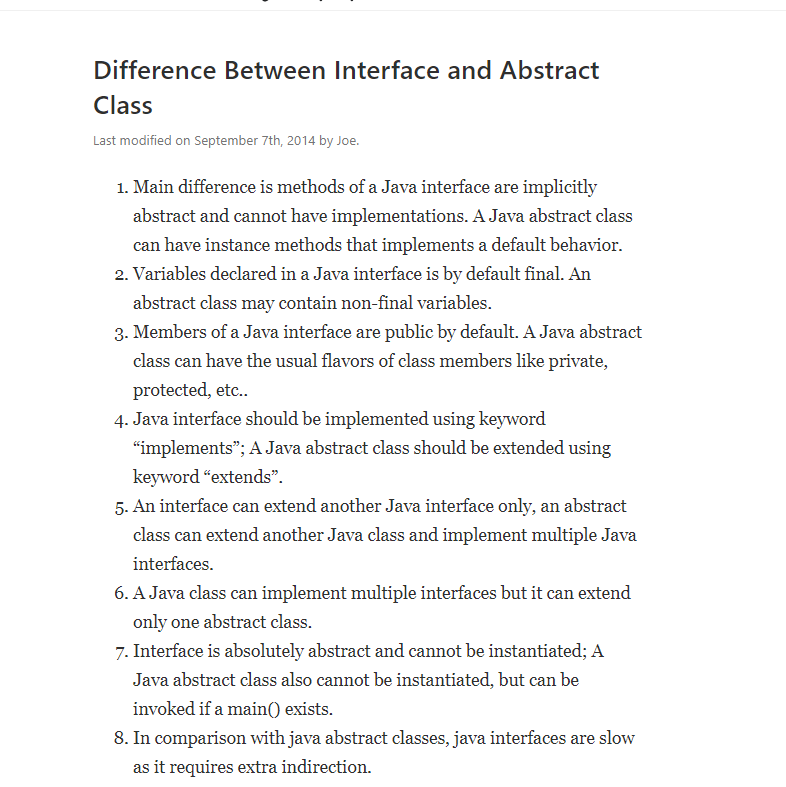 Difference Between Interface and Abstract
Class
Last modified on September 7th, 2014 by Joe.
1. Main difference is methods of a Java interface are implicitly
abstract and cannot have implementations. A Java abstract class
can have instance methods that implements a default behavior.
2. Variables declared in a Java interface is by default final. An
abstract class may contain non-final variables.
3. Members of a Java interface are public by default. A Java abstract
class can have the usual flavors of class members like private,
protected, etc..
4. Java interface should be implemented using keyword
“implements”; A Java abstract class should be extended using
keyword “extends”.
5. An interface can extend another Java interface only, an abstract
class can extend another Java class and implement multiple Java
interfaces.
6. A Java class can implement multiple interfaces but it can extend
only one abstract class.
7. Interface is absolutely abstract and cannot be instantiated; A
Java abstract class also cannot be instantiated, but can be
invoked if a main() exists.
8. In comparison with java abstract classes, java interfaces are slow
as it requires extra indirection.